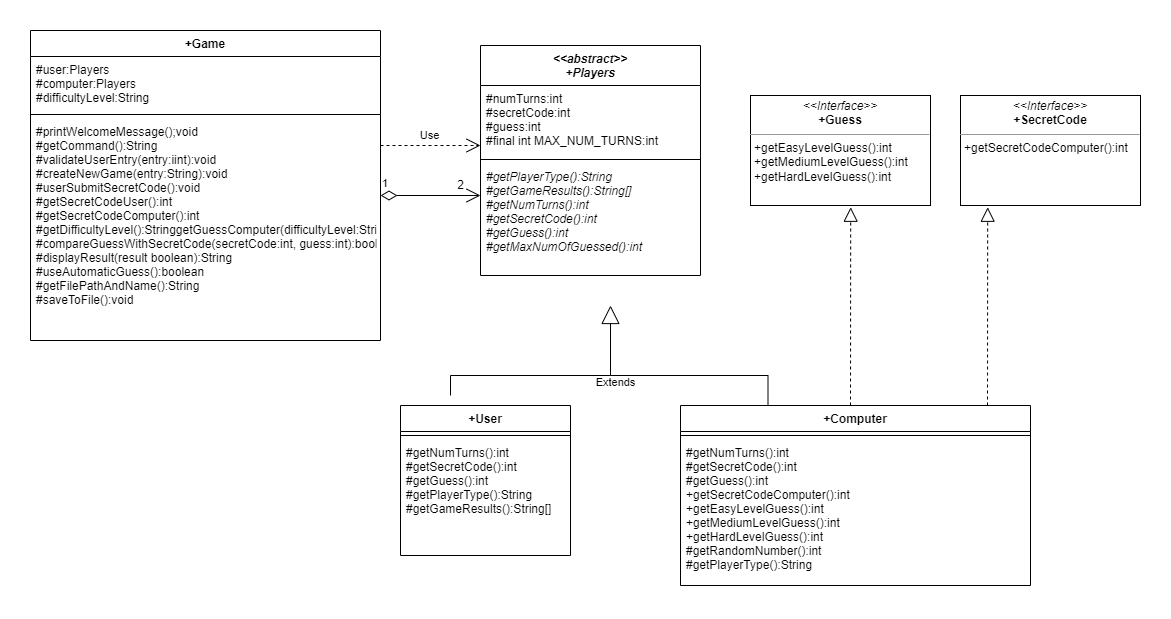 +Game
#user:Players
#computer:Players
#difficultyLevel:String
#printWelcomeMessage();void
#getCommand():String
#validateUserEntry(entry:iint):void
#createNewGame(entry:String):void
#userSubmitSecretCode():void
#getSecretCodeUser():int
#getSecretCodeComputer():int
#getDifficultyLevel():StringgetGuessComputer(difficultyLevel:Stri
#compareGuessWithSecretCode(secretCode:int, guess:int):bool
#displayResult(result boolean):String
#useAutomaticGuess():boolean
#getFilePathAndName():String
#saveToFile():void
Use
1
2
<<abstract>>
+Players
#numTurns:int
#secretCode:int
#guess:int
#final int MAX_NUM_TURNS:int
#getPlayerType():String
#getGameResults():String[]
#getNumTurns():int
#getSecretCode():int
#getGuess():int
#getMaxNumOfGuessed():int
<<Interface>>
+Guess
+getEasyLevelGuess():int
+getMediumLevelGuess():int
+getHardLevelGuess():int
<<Interface>>
+SecretCode
+getSecretCodeComputer():int
Extends
+User
#getNumTurns():int
#getSecretCode():int
#getGuess():int
#getPlayerType():String
#getGameResults():String[]
+Computer
#getNumTurns():int
#getSecretCode():int
#getGuess():int
+getSecretCodeComputer():int
+getEasyLevelGuess():int
+getMediumLevelGuess():int
+getHardLevelGuess():int
#getRandomNumber():int
#getPlayerType():String